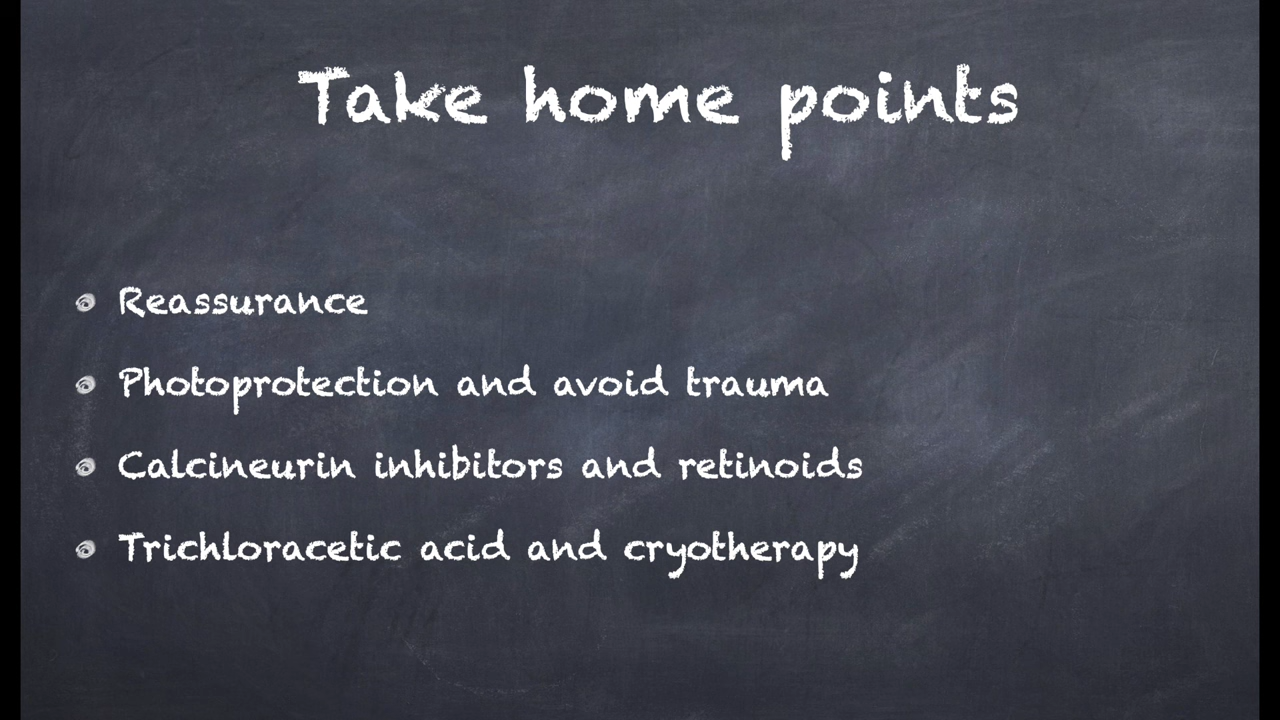 Take home points
Reassurance
Photoprotection and avoid trauma
Calcineurin inhibitors and retinoids
Trichloracetic acid and cryotherapy